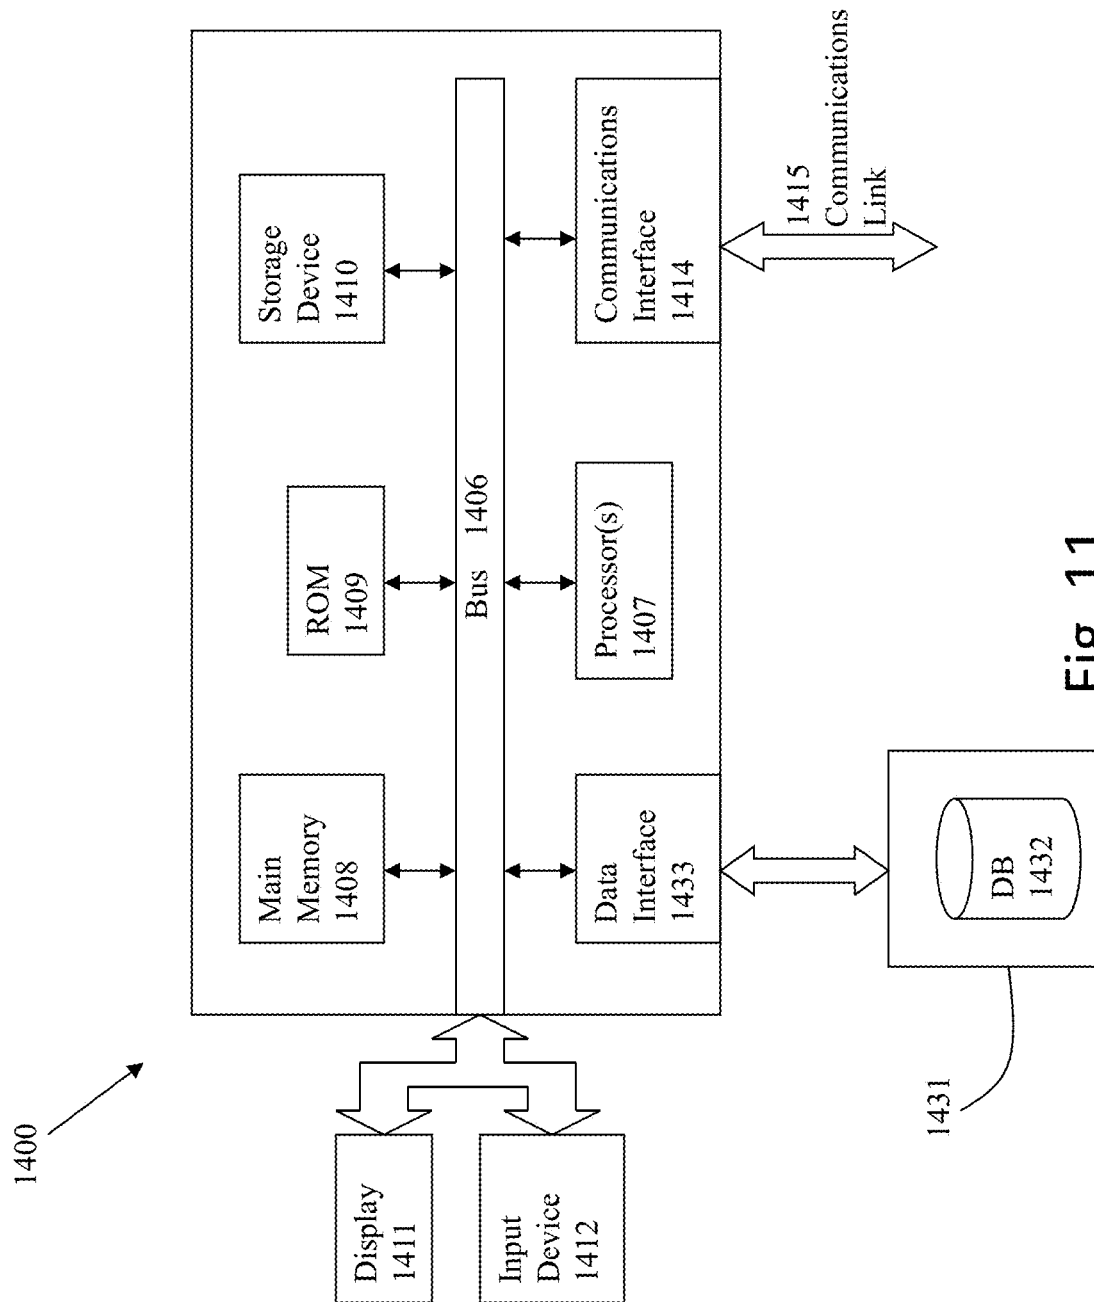 1400
Display
1411
Input
Device
1412
Main
Memory
1408
ROM
1409
Storage
Device
1410
Bus 1406
Data
Interface
1433
Processor(s)
1407
Communications
Interface
1414
1415
Communications
Link
1431
DB
1432
Fig. 11